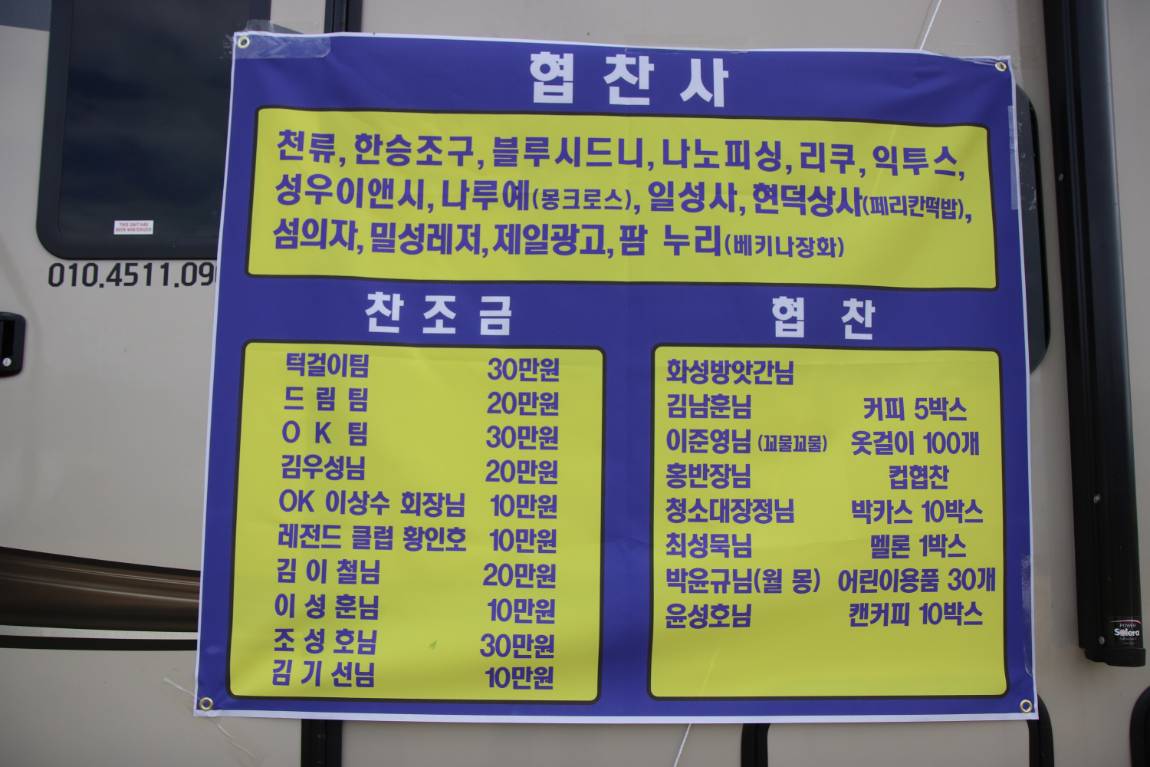 협찬사
천류, 한승조구, 블루시드니, 나노피싱, 리쿠, 익투스,
성우이앤시, 나루예(몽크로스), 일성사, 현덕상사(페리칸떡밥),
섬의자, 밀성레저, 제일광고, 팜 누리(베키나장화)
찬조금
턱걸이팀 30만원
드림팀 20만원
OK팀 30만원
김우성님 20만원
OK 이상수 회장님 10만원
레전드 클럽 황인호 10만원
김이철님 20만원
이성훈님 10만원
조성호님 30만원
김기선님 10만원
협찬
화성방앗간님
김남훈님 커피 5박스
이준영님 (꼬물꼬물) 옷걸이 100개
홍반장님 컵협찬
청소대장정님 박카스 10박스
최성묵님 멜론 1박스
박윤규님(월 몽) 어린이용품 30개
윤성호님 캔커피 10박스
010.4511.09
POWER
Solera